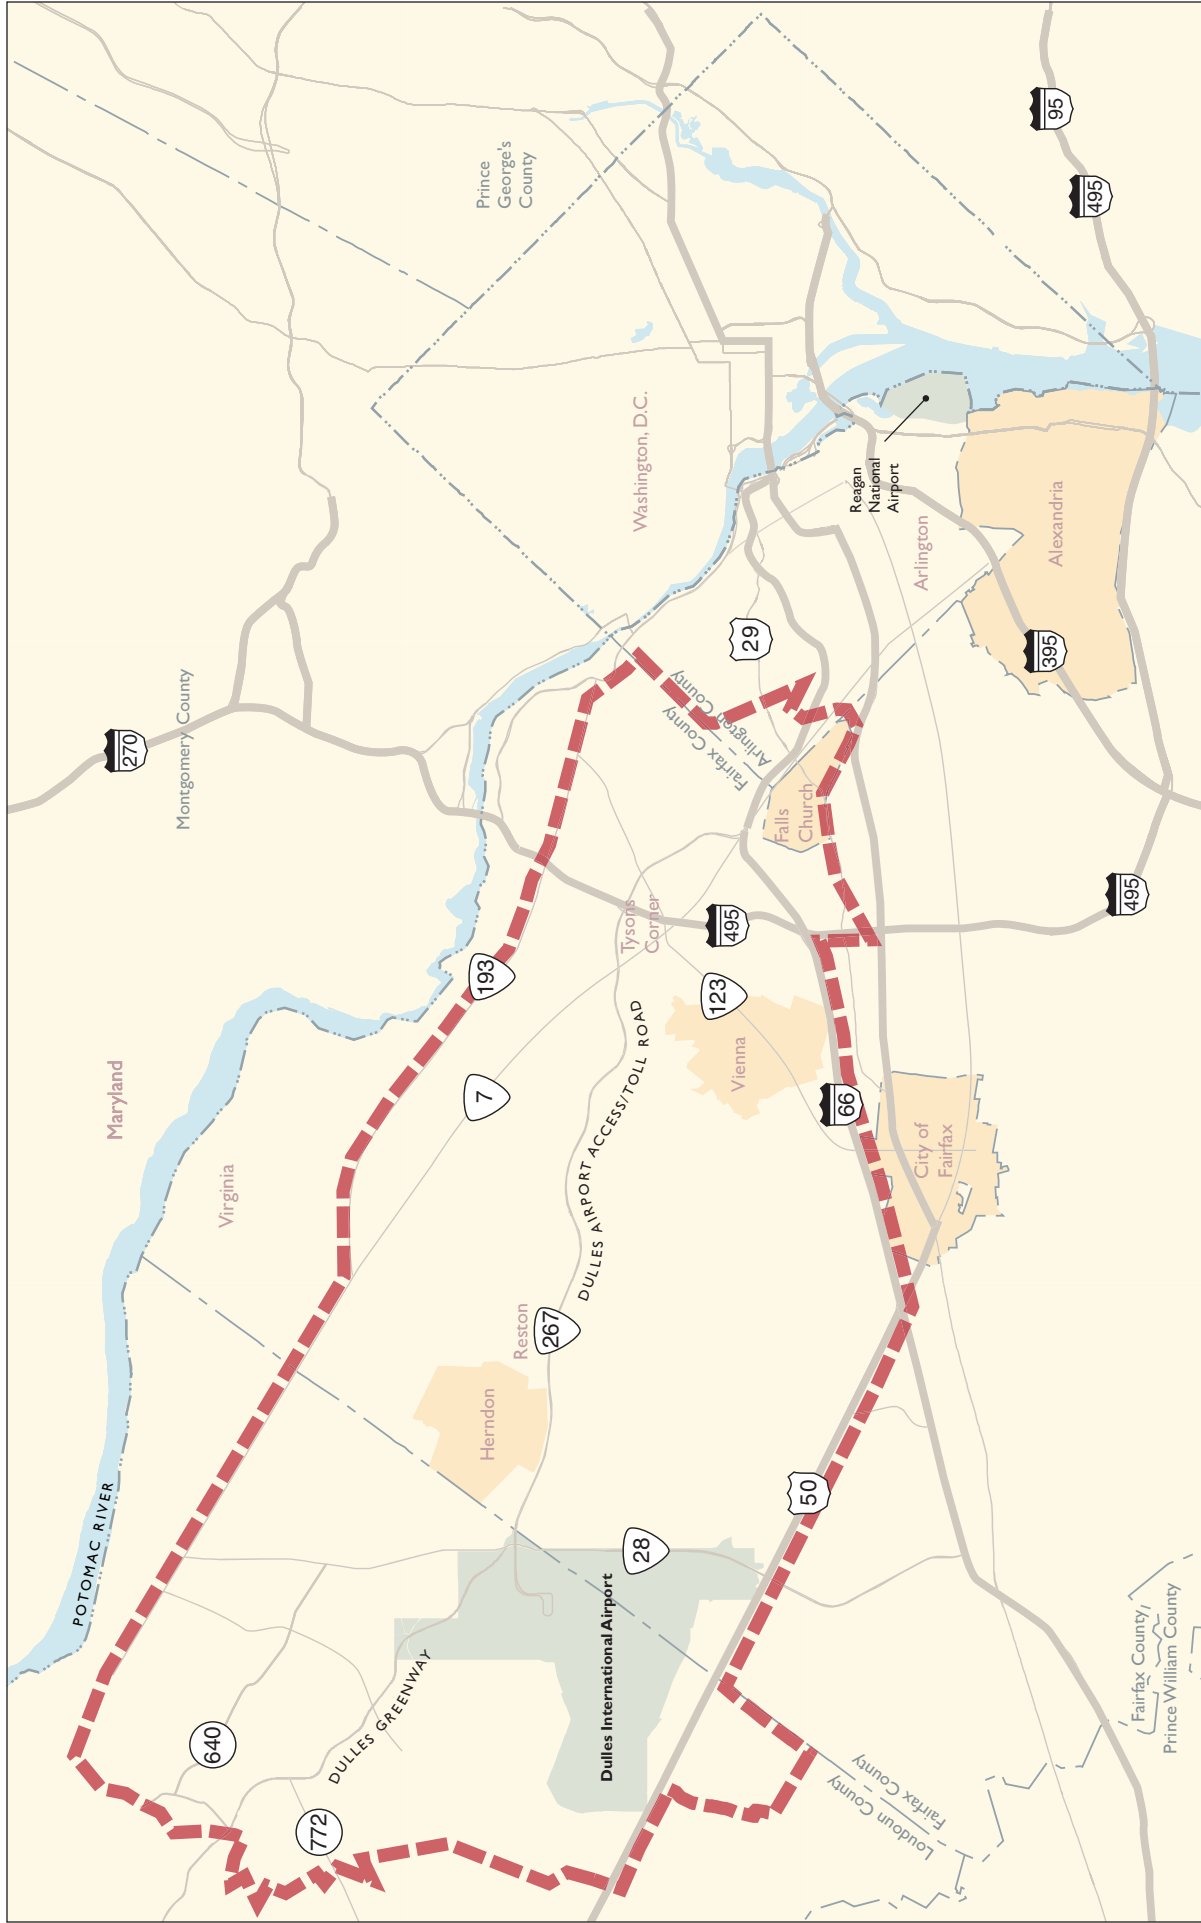 POTOMAC RIVER
Maryland
Virginia
Montgomery County
270
Prince
George's
County
Washington, D.C.
193
7
DULLES AIRPORT ACCESS/TOLL ROAD
Reston
267
Herndon
Tysons
Corner
495
123
Vienna
66
City of
Fairfax
Falls
Church
Fairfax County
Arlington County
29
Arlington
Reagan
National
Airport
Alexandria
395
495
95
495
50
28
Dulles International Airport
DULLES GREENWAY
640
772
Loudoun County
Fairfax County
Fairfax County
Prince William County